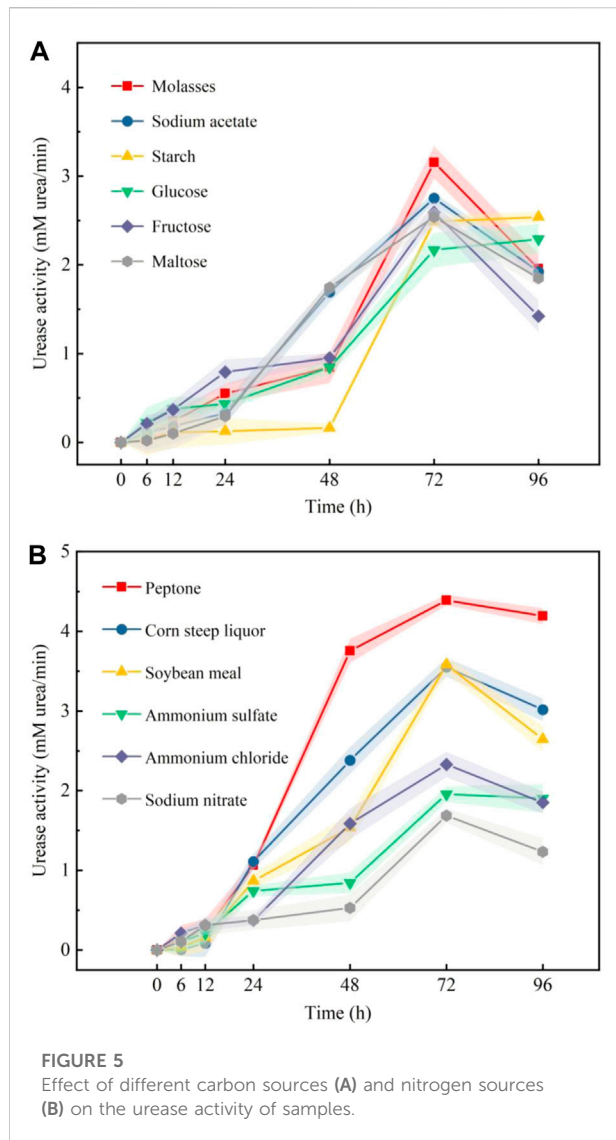 A
Urease activity (mM urea/min)
4
3
2
1
0
Molasses
Sodium acetate
Starch
Glucose
Fructose
Maltose
0 6 12 24 48 72 96
Time (h)
B
Urease activity (mM urea/min)
5
4
3
2
1
0
Peptone
Corn steep liquor
Soybean meal
Ammonium sulfate
Ammonium chloride
Sodium nitrate
0 6 12 24 48 72 96
Time (h)
FIGURE 5
Effect of different carbon sources (A) and nitrogen sources
(B) on the urease activity of samples.